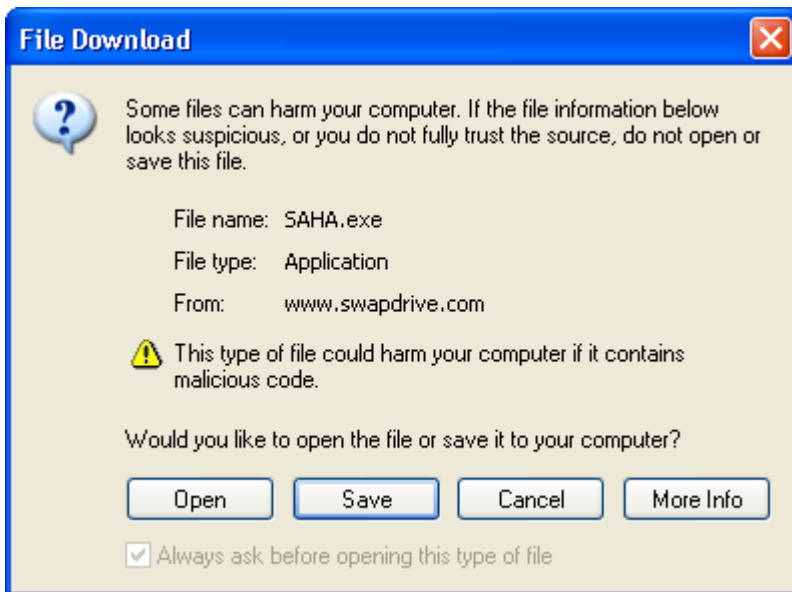 File Download
Some files can harm your computer. If the file information below
looks suspicious, or you do not fully trust the source, do not open or
save this file.
File name: SAHA.exe
File type: Application
From: www.swapdrive.com
This type of file could harm your computer if it contains
malicious code.
Would you like to open the file or save it to your computer?
Open Save Cancel More Info
Always ask before opening this type of file